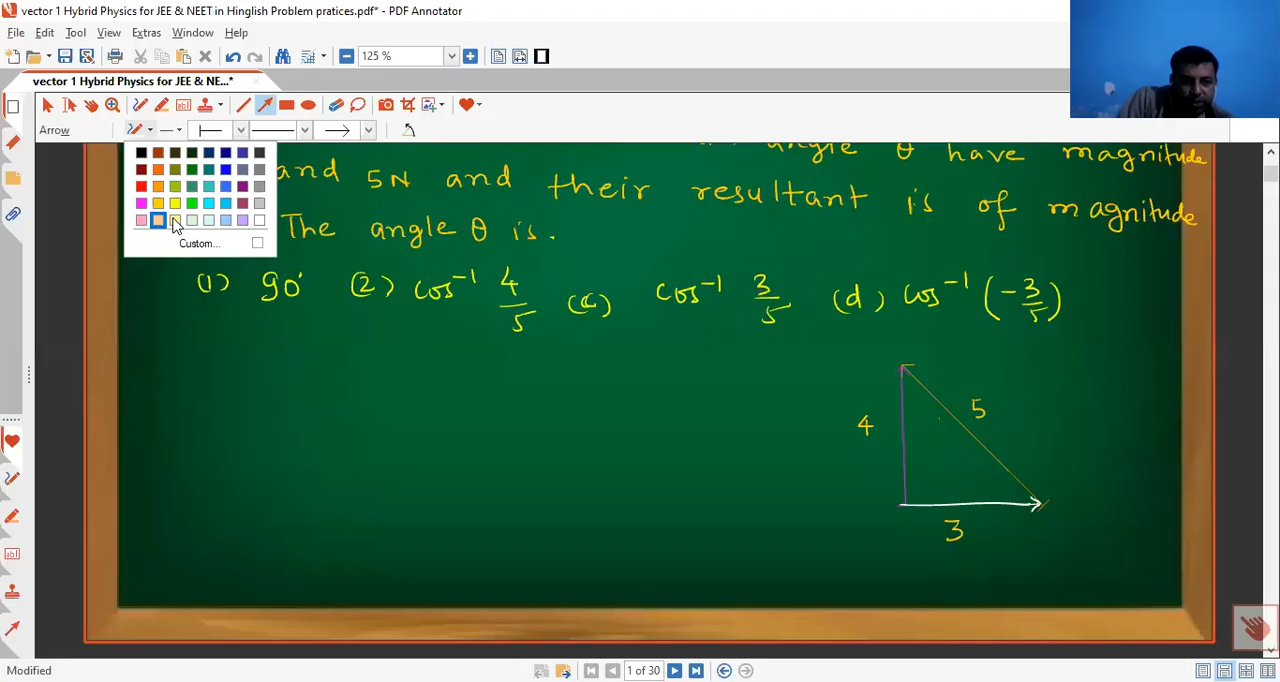 vector 1 Hybrid Physics for JEE & NEET in Hinglish Problem pratices.pdf* - PDF Annotator
File Edit Tool View Extras Window Help
125 %
vector 1 Hybrid Physics for JEE & NE...*
Arrow
Custom...
angle θ have magnitude
and 5N and their resultant is of magnitude
The angle θ is.
(1) 90° (2) cos⁻¹ 4/5 (c) cos⁻¹ 3/5 (d) cos⁻¹ (-3/5)
4
5
3
Modified
1 of 30